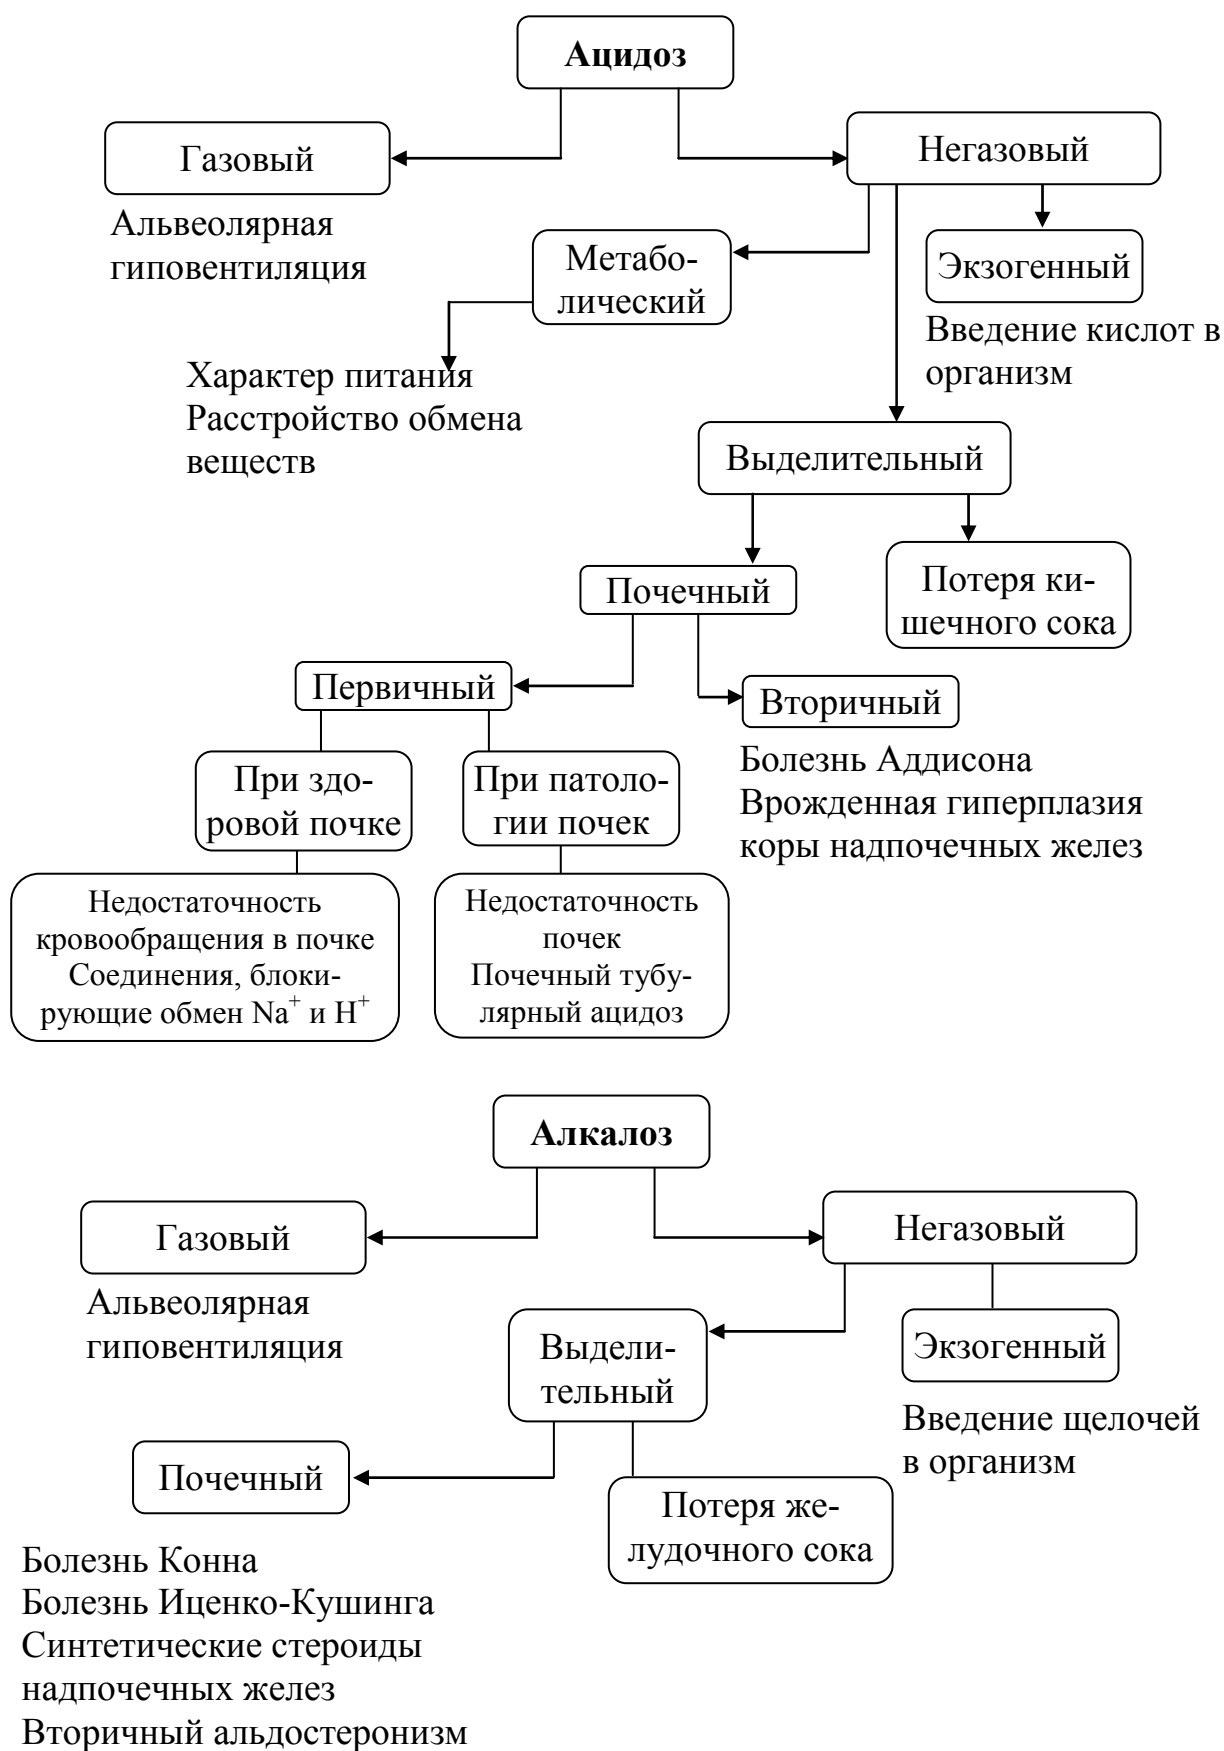 Ацидоз
Газовый
Негазовый
Альвеолярная
гиповентиляция
Метабо-
лический
Экзогенный
Введение кислот в
организм
Характер питания
Расстройство обмена
веществ
Выделительный
Почечный
Потеря ки-
шечного сока
Первичный
Вторичный
Болезнь Аддисона
Врожденная гиперплазия
коры надпочечных желез
При здо-
ровой почке
При патоло-
гии почек
Недостаточность
кровообращения в почке
Соединения, блоки-
рующие обмен Na⁺ и H⁺
Недостаточность
почек
Почечный тубу-
лярный ацидоз
Алкалоз
Газовый
Негазовый
Альвеолярная
гиповентиляция
Выдели-
тельный
Экзогенный
Введение щелочей
в организм
Почечный
Потеря же-
лудочного сока
Болезнь Конна
Болезнь Иценко-Кушинга
Синтетические стероиды
надпочечных желез
Вторичный альдостеронизм